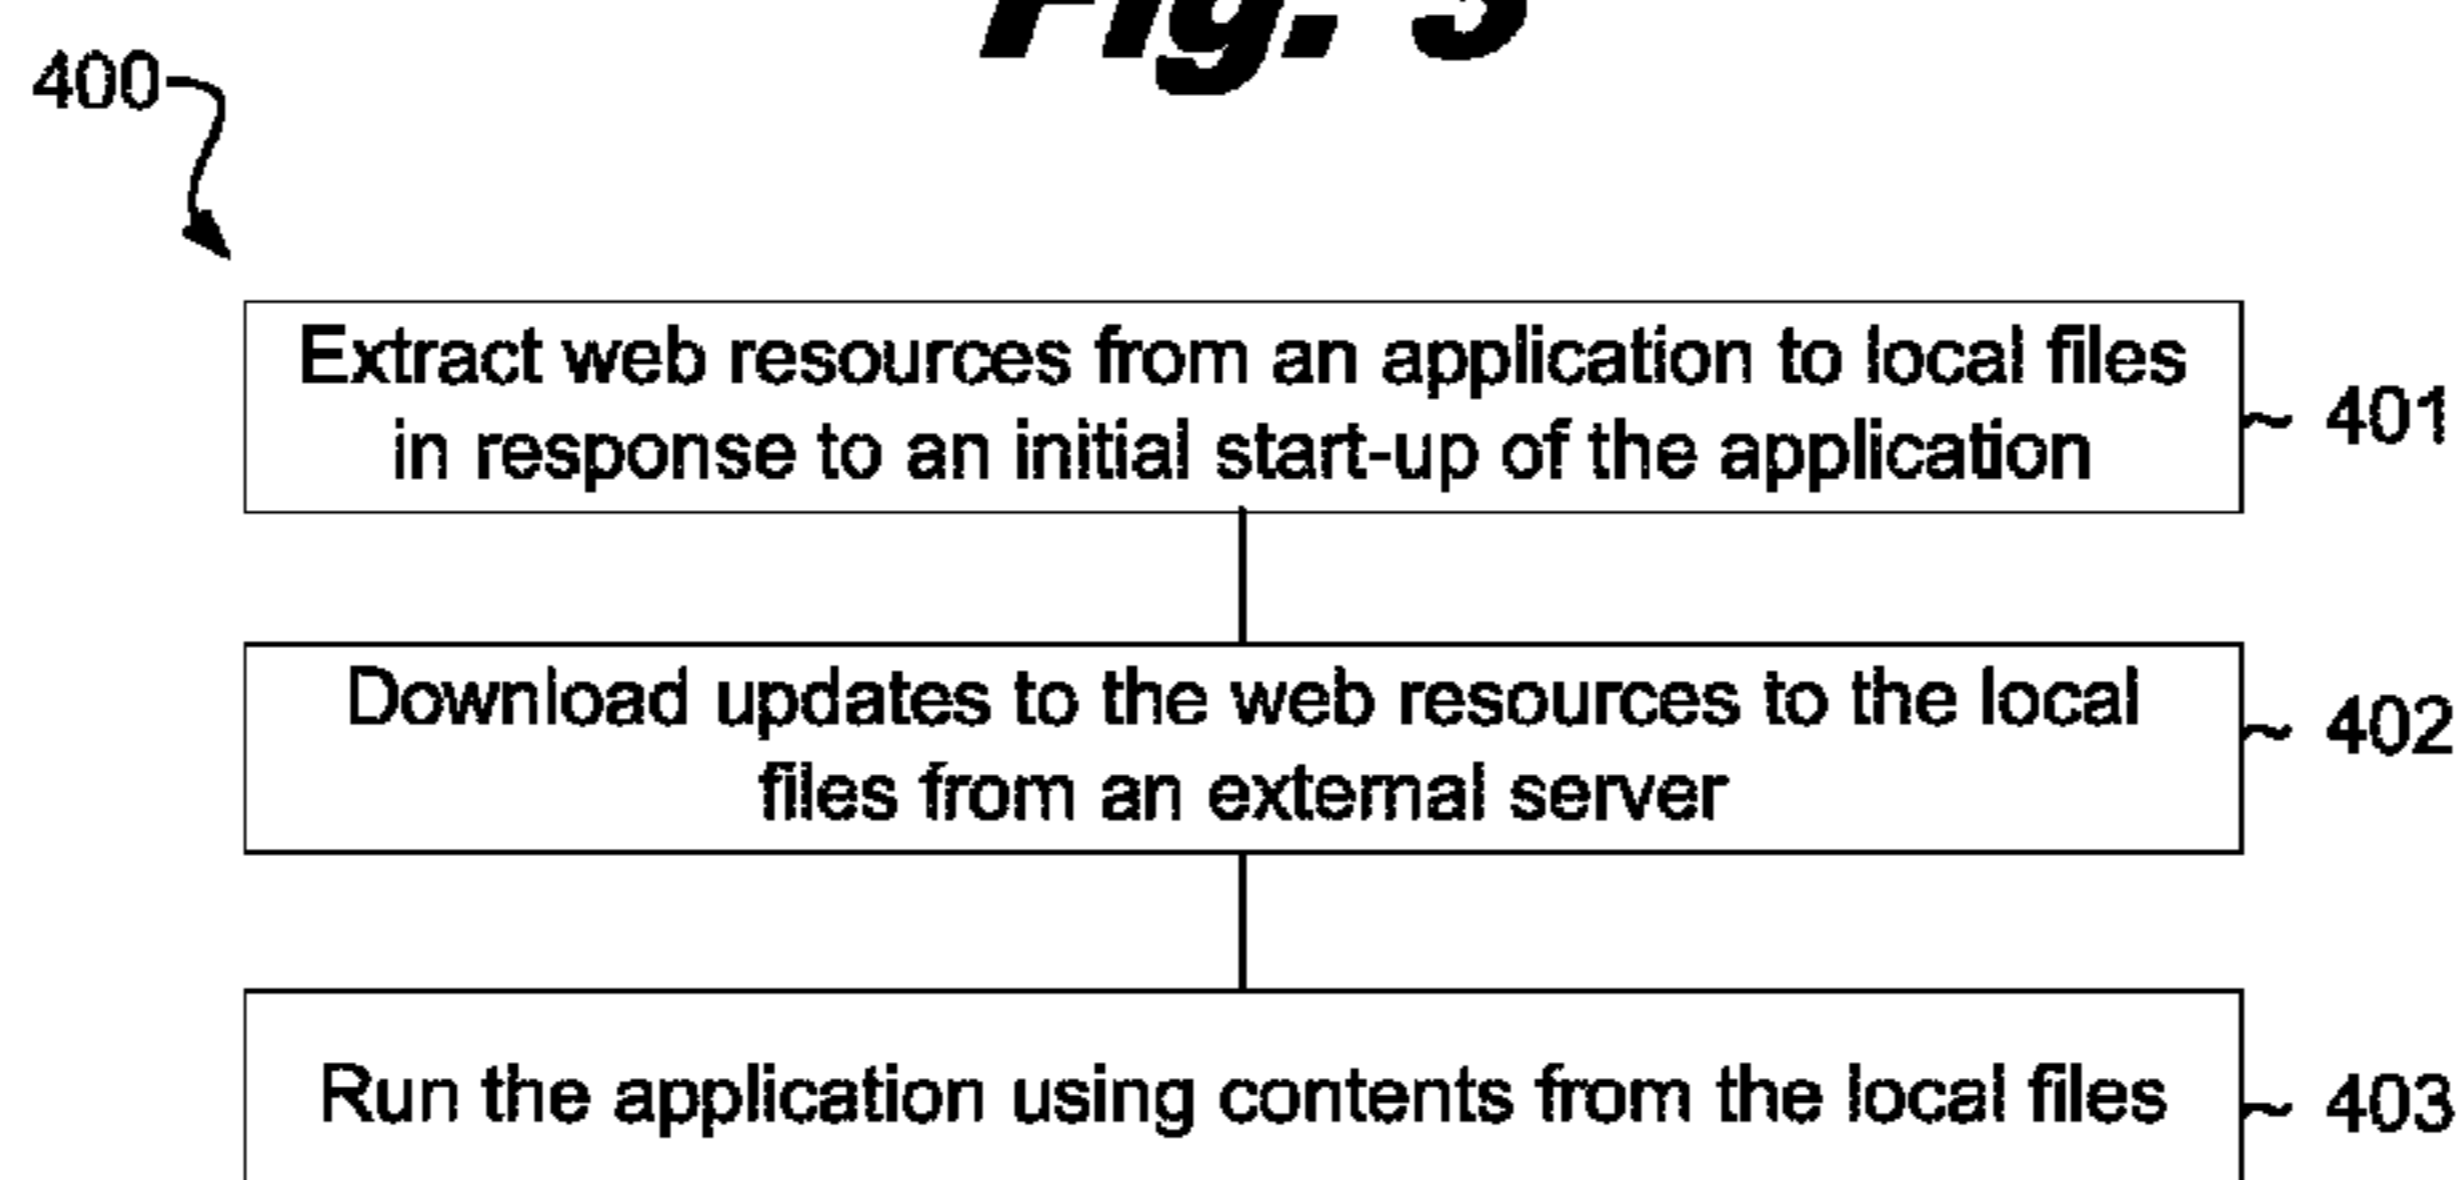 Fig. 3
400
Extract web resources from an application to local files
in response to an initial start-up of the application
401
Download updates to the web resources to the local
files from an external server
402
Run the application using contents from the local files
403